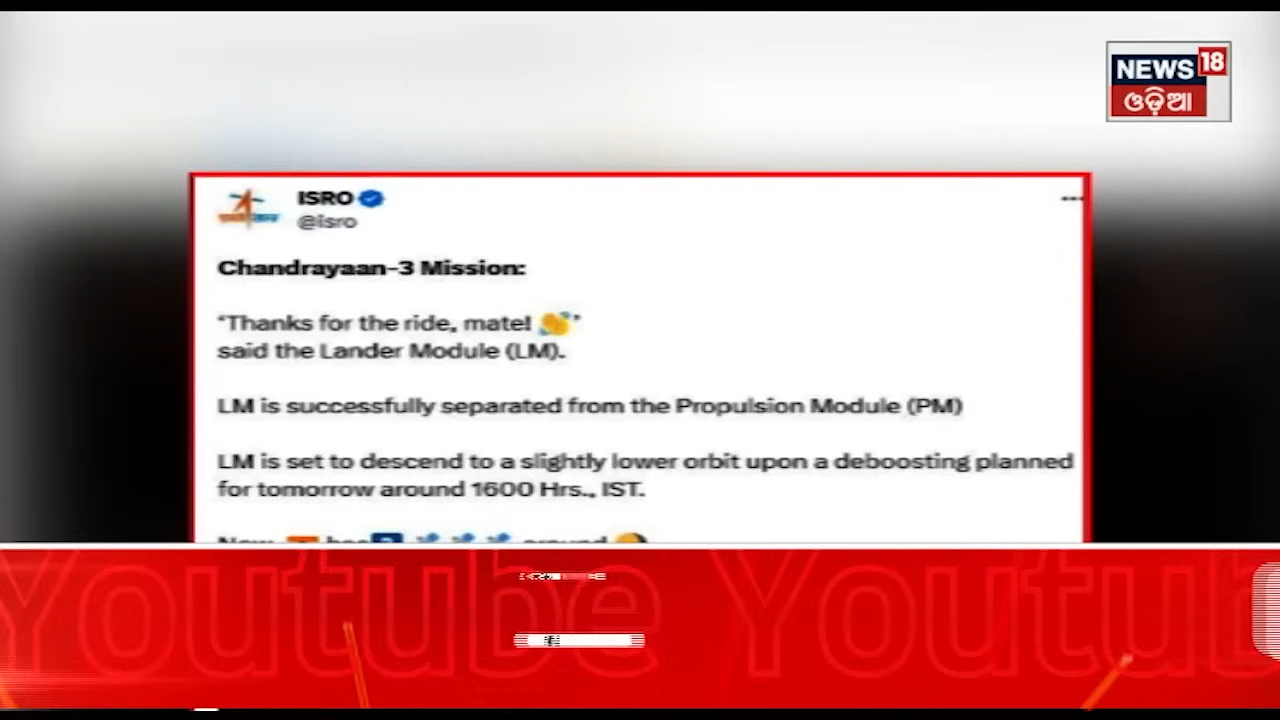 NEWS 18
ଓଡ଼ିଆ
ISRO
@isro
Chandrayaan-3 Mission:
‘Thanks for the ride, mate! 👋’
said the Lander Module (LM).
LM is successfully separated from the Propulsion Module (PM)
LM is set to descend to a slightly lower orbit upon a deboosting planned
for tomorrow around 1600 Hrs., IST.
Youtube Youtub